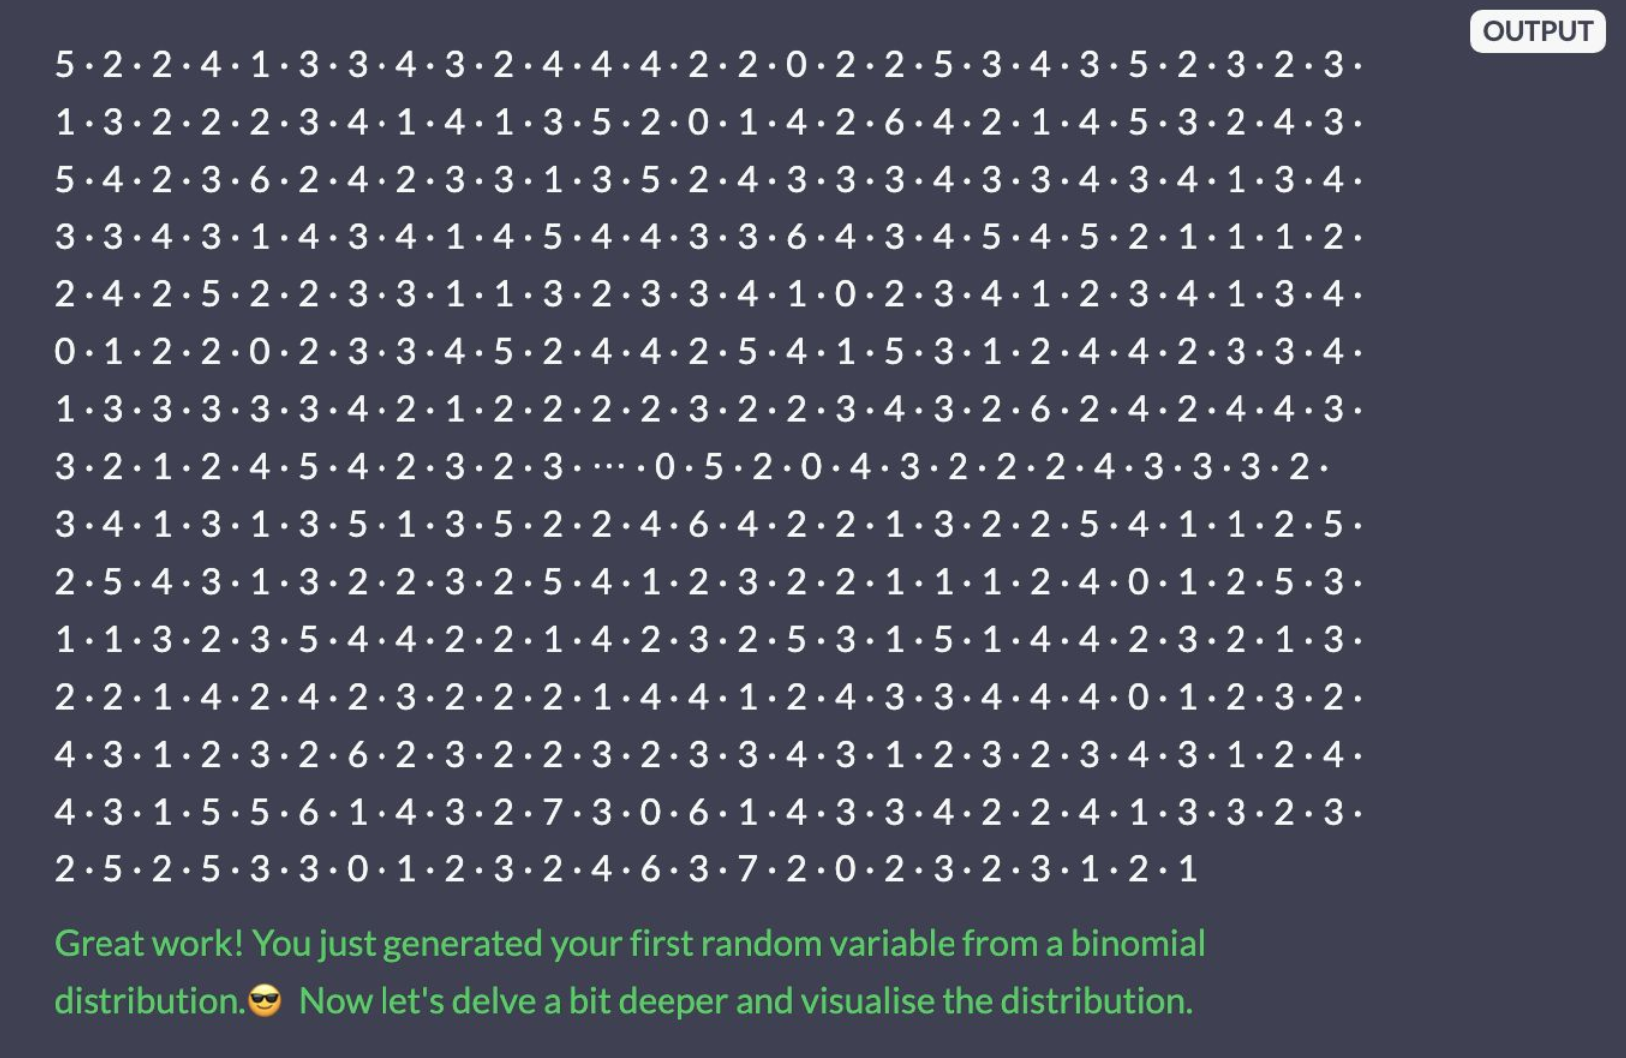 OUTPUT
5 · 2 · 2 · 4 · 1 · 3 · 3 · 4 · 3 · 2 · 4 · 4 · 4 · 2 · 2 · 0 · 2 · 2 · 5 · 3 · 4 · 3 · 5 · 2 · 3 · 2 · 3 ·
1 · 3 · 2 · 2 · 2 · 3 · 4 · 1 · 4 · 1 · 3 · 5 · 2 · 0 · 1 · 4 · 2 · 6 · 4 · 2 · 1 · 4 · 5 · 3 · 2 · 4 · 3 ·
5 · 4 · 2 · 3 · 6 · 2 · 4 · 2 · 3 · 3 · 1 · 3 · 5 · 2 · 4 · 3 · 3 · 3 · 4 · 3 · 3 · 4 · 3 · 4 · 1 · 3 · 4 ·
3 · 3 · 4 · 3 · 1 · 4 · 3 · 4 · 1 · 4 · 5 · 4 · 4 · 3 · 3 · 6 · 4 · 3 · 4 · 5 · 4 · 5 · 2 · 1 · 1 · 1 · 2 ·
2 · 4 · 2 · 5 · 2 · 2 · 3 · 3 · 1 · 1 · 3 · 2 · 3 · 3 · 4 · 1 · 0 · 2 · 3 · 4 · 1 · 2 · 3 · 4 · 1 · 3 · 4 ·
0 · 1 · 2 · 2 · 0 · 2 · 3 · 3 · 4 · 5 · 2 · 4 · 4 · 2 · 5 · 4 · 1 · 5 · 3 · 1 · 2 · 4 · 4 · 2 · 3 · 3 · 4 ·
1 · 3 · 3 · 3 · 3 · 3 · 4 · 2 · 1 · 2 · 2 · 2 · 2 · 3 · 2 · 2 · 3 · 4 · 3 · 2 · 6 · 2 · 4 · 2 · 4 · 4 · 3 ·
3 · 2 · 1 · 2 · 4 · 5 · 4 · 2 · 3 · 2 · 3 · ⋯ · 0 · 5 · 2 · 0 · 4 · 3 · 2 · 2 · 2 · 4 · 3 · 3 · 3 · 2 ·
3 · 4 · 1 · 3 · 1 · 3 · 5 · 1 · 3 · 5 · 2 · 2 · 4 · 6 · 4 · 2 · 2 · 1 · 3 · 2 · 2 · 5 · 4 · 1 · 1 · 2 · 5 ·
2 · 5 · 4 · 3 · 1 · 3 · 2 · 2 · 3 · 2 · 5 · 4 · 1 · 2 · 3 · 2 · 2 · 1 · 1 · 1 · 2 · 4 · 0 · 1 · 2 · 5 · 3 ·
1 · 1 · 3 · 2 · 3 · 5 · 4 · 4 · 2 · 2 · 1 · 4 · 2 · 3 · 2 · 5 · 3 · 1 · 5 · 1 · 4 · 4 · 2 · 3 · 2 · 1 · 3 ·
2 · 2 · 1 · 4 · 2 · 4 · 2 · 3 · 2 · 2 · 2 · 1 · 4 · 4 · 1 · 2 · 4 · 3 · 3 · 4 · 4 · 4 · 0 · 1 · 2 · 3 · 2 ·
4 · 3 · 1 · 2 · 3 · 2 · 6 · 2 · 3 · 2 · 2 · 3 · 2 · 3 · 3 · 4 · 3 · 1 · 2 · 3 · 2 · 3 · 4 · 3 · 1 · 2 · 4 ·
4 · 3 · 1 · 5 · 5 · 6 · 1 · 4 · 3 · 2 · 7 · 3 · 0 · 6 · 1 · 4 · 3 · 3 · 4 · 2 · 2 · 4 · 1 · 3 · 3 · 2 · 3 ·
2 · 5 · 2 · 5 · 3 · 3 · 0 · 1 · 2 · 3 · 2 · 4 · 6 · 3 · 7 · 2 · 0 · 2 · 3 · 2 · 3 · 1 · 2 · 1
Great work! You just generated your first random variable from a binomial
distribution.😎 Now let's delve a bit deeper and visualise the distribution.